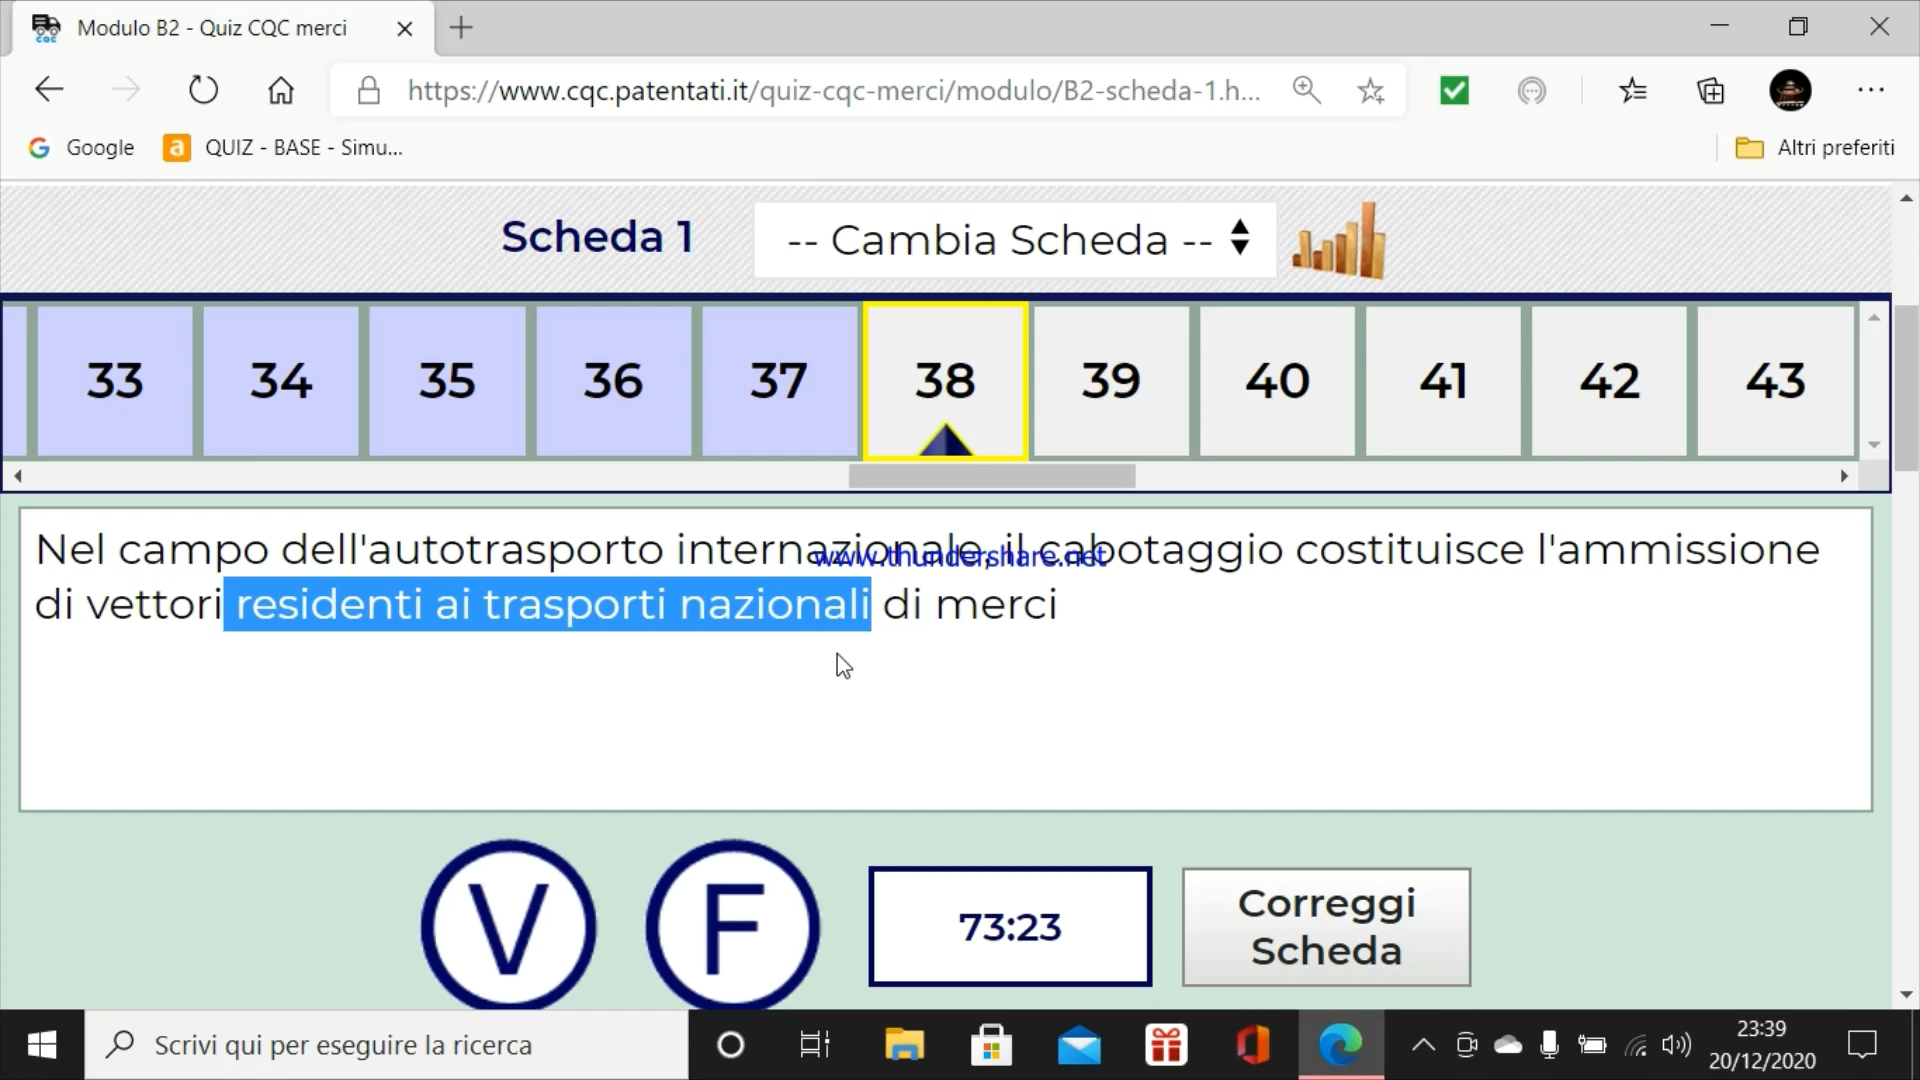 Modulo B2 - Quiz CQC merci
https://www.cqc.patentati.it/quiz-cqc-merci/modulo/B2-scheda-1.h...
Google
a
QUIZ - BASE - Simu...
Altri preferiti
Scheda 1
-- Cambia Scheda --
33
34
35
36
37
38
39
40
41
42
43
Nel campo dell'autotrasporto internazionale, il cabotaggio costituisce l'ammissione
www.thundershare.net
di vettori residenti ai trasporti nazionali di merci
V
F
73:23
Correggi
Scheda
Scrivi qui per eseguire la ricerca
23:39
20/12/2020